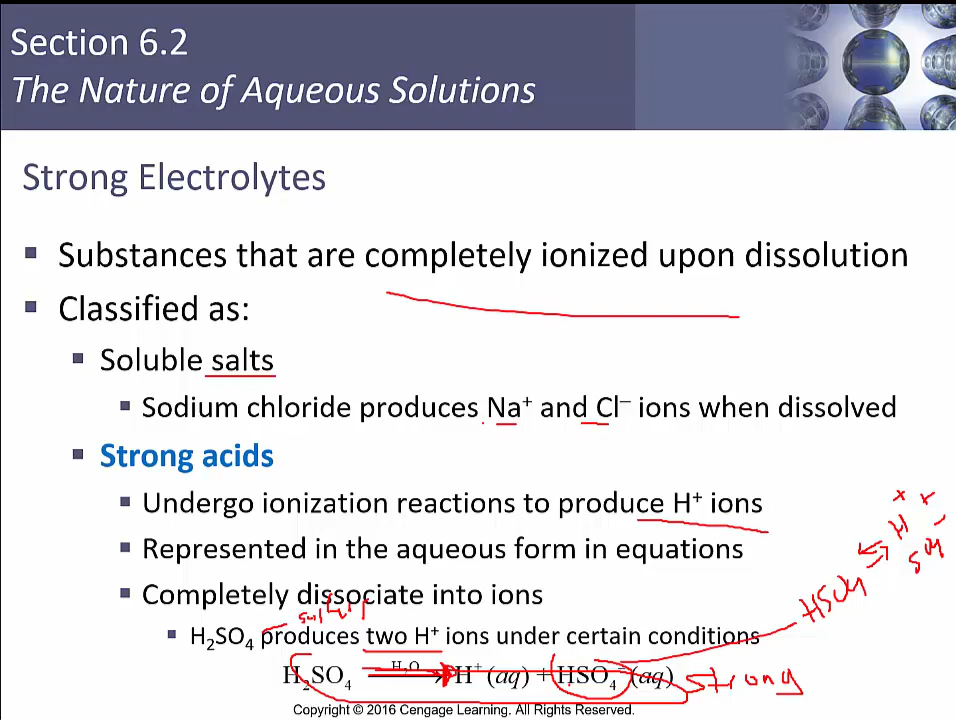 Section 6.2
The Nature of Aqueous Solutions
Strong Electrolytes
▪ Substances that are completely ionized upon dissolution
▪ Classified as:
▪ Soluble salts
▪ Sodium chloride produces Na⁺ and Cl⁻ ions when dissolved
▪ Strong acids
▪ Undergo ionization reactions to produce H⁺ ions
▪ Represented in the aqueous form in equations
▪ Completely dissociate into ions
▪ H₂SO₄ produces two H⁺ ions under certain conditions
H₂SO₄ —H₂O→ H⁺ (aq) + HSO₄⁻ (aq) strong
HSO4 ⇄ H⁺ + SO4⁻
Copyright © 2016 Cengage Learning. All Rights Reserved.